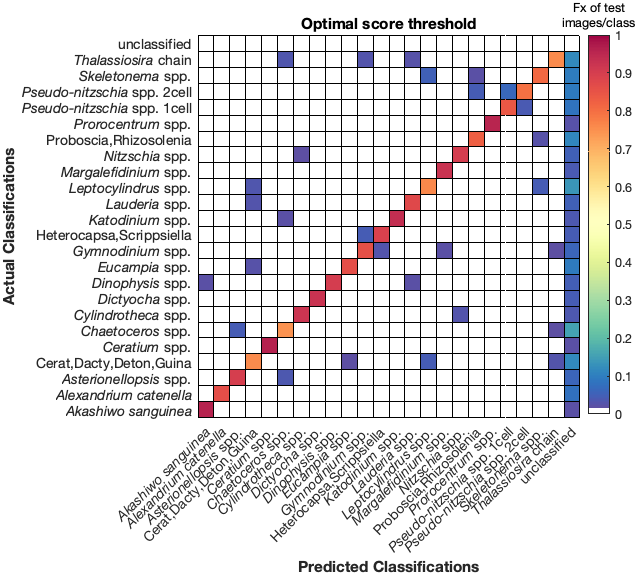 Optimal score threshold
Fx of test
images/class
unclassified
Thalassiosira chain
Skeletonema spp.
Pseudo-nitzschia spp. 2cell
Pseudo-nitzschia spp. 1cell
Prorocentrum spp.
Proboscia,Rhizosolenia
Nitzschia spp.
Margalefidinium spp.
Leptocylindrus spp.
Lauderia spp.
Katodinium spp.
Heterocapsa,Scrippsiella
Gymnodinium spp.
Eucampia spp.
Dinophysis spp.
Dictyocha spp.
Cylindrotheca spp.
Chaetoceros spp.
Ceratium spp.
Cerat,Dacty,Deton,Guina
Asterionellopsis spp.
Alexandrium catenella
Akashiwo sanguinea
Actual Classifications
1
0.9
0.8
0.7
0.6
0.5
0.4
0.3
0.2
0.1
0
Akashiwo sanguinea
Alexandrium catenella
Asterionellopsis spp.
Cerat,Dacty,Deton,Guina
Ceratium spp.
Chaetoceros spp.
Cylindrotheca spp.
Dictyocha spp.
Dinophysis spp.
Eucampia spp.
Gymnodinium spp.
Heterocapsa,Scrippsiella
Katodinium spp.
Lauderia spp.
Leptocylindrus spp.
Margalefidinium spp.
Nitzschia spp.
Proboscia,Rhizosolenia
Prorocentrum spp.
Pseudo-nitzschia spp. 1cell
Pseudo-nitzschia spp. 2cell
Skeletonema spp.
Thalassiosira chain
unclassified
Predicted Classifications